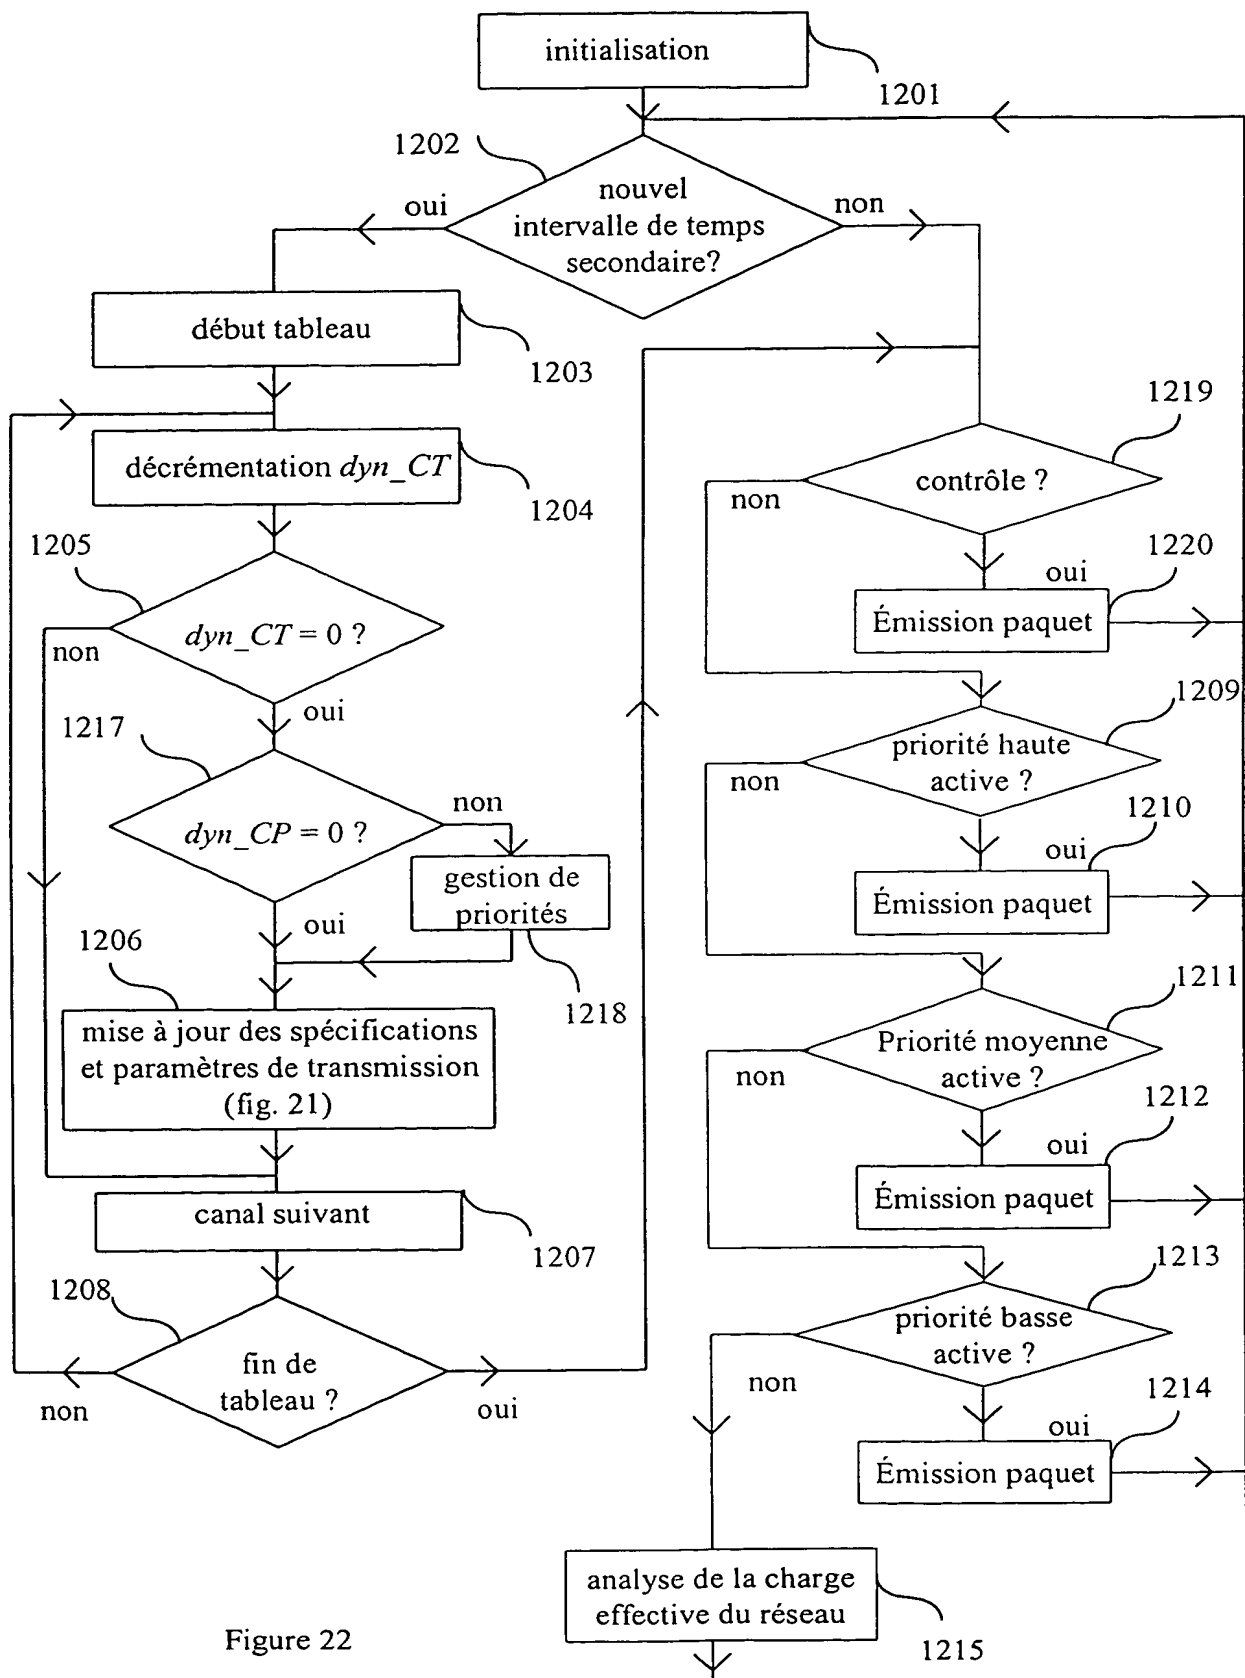 initialisation
1201
1202
nouvel
intervalle de temps
secondaire?
oui
non
début tableau
1203
décrémentation dyn_CT
1204
1205
dyn_CT = 0 ?
non
oui
1217
dyn_CP = 0 ?
non
oui
gestion de
priorités
1218
1206
mise à jour des spécifications
et paramètres de transmission
(fig. 21)
canal suivant
1207
1208
fin de
tableau ?
non
oui
1219
contrôle ?
non
oui
1220
Émission paquet
1209
priorité haute
active ?
non
oui
1210
Émission paquet
1211
Priorité moyenne
active ?
non
oui
1212
Émission paquet
1213
priorité basse
active ?
non
oui
1214
Émission paquet
analyse de la charge
effective du réseau
1215
Figure 22